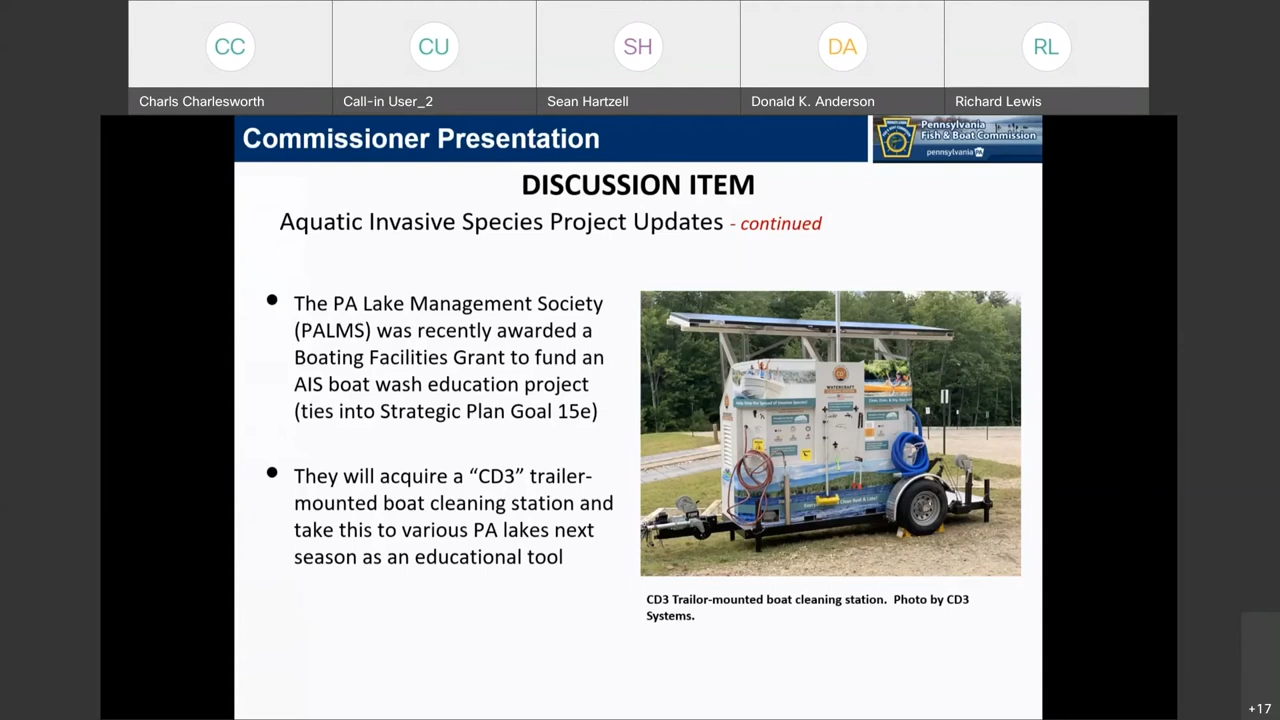 CC
CU
SH
DA
RL
Charls Charlesworth
Call-in User_2
Sean Hartzell
Donald K. Anderson
Richard Lewis
Commissioner Presentation
Pennsylvania
Fish & Boat Commission
pennsylvania PA
DISCUSSION ITEM
Aquatic Invasive Species Project Updates - continued
• The PA Lake Management Society
(PALMS) was recently awarded a
Boating Facilities Grant to fund an
AIS boat wash education project
(ties into Strategic Plan Goal 15e)
• They will acquire a “CD3” trailer-
mounted boat cleaning station and
take this to various PA lakes next
season as an educational tool
WATERCRAFT
CD3 Trailor-mounted boat cleaning station. Photo by CD3
Systems.
+17